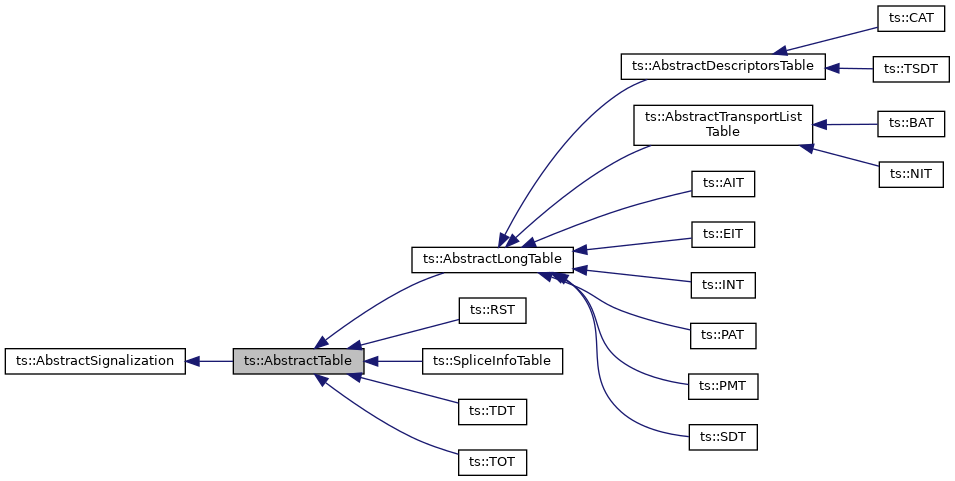 ts::CAT
ts::AbstractDescriptorsTable
ts::TSDT
ts::AbstractTransportList
Table
ts::BAT
ts::NIT
ts::AIT
ts::EIT
ts::AbstractLongTable
ts::INT
ts::RST
ts::PAT
ts::AbstractSignalization
ts::AbstractTable
ts::SpliceInfoTable
ts::PMT
ts::TDT
ts::SDT
ts::TOT